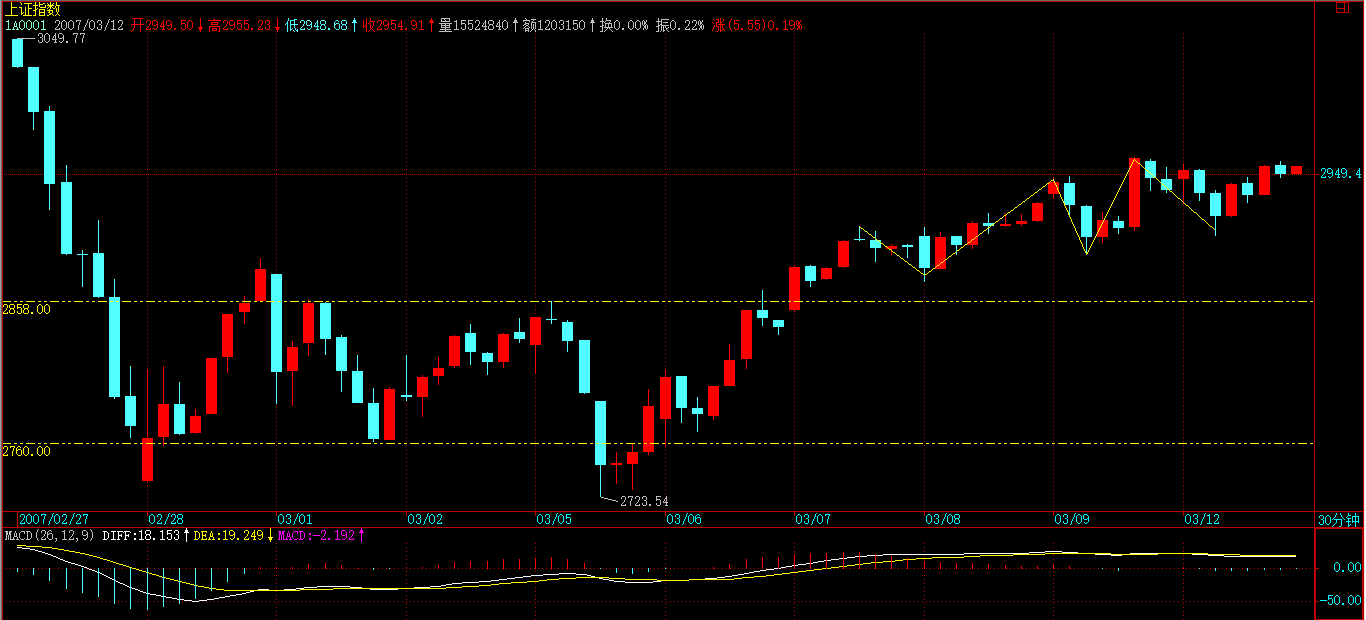 上证指数 日
1A0001 2007/03/12 开2949.50↓高2955.23↓低2948.68↑收2954.91↑量15524840↑额1203150↑换0.00% 振0.22% 涨(5.55)0.19%
3049.77
2949.4
2858.00
2760.00
2723.54
2007/02/27 02/28 03/01 03/02 03/05 03/06 03/07 03/08 03/09 03/12 30分钟
MACD(26,12,9) DIFF:18.153↑DEA:19.249↓MACD:-2.192↑
0.00
-50.00